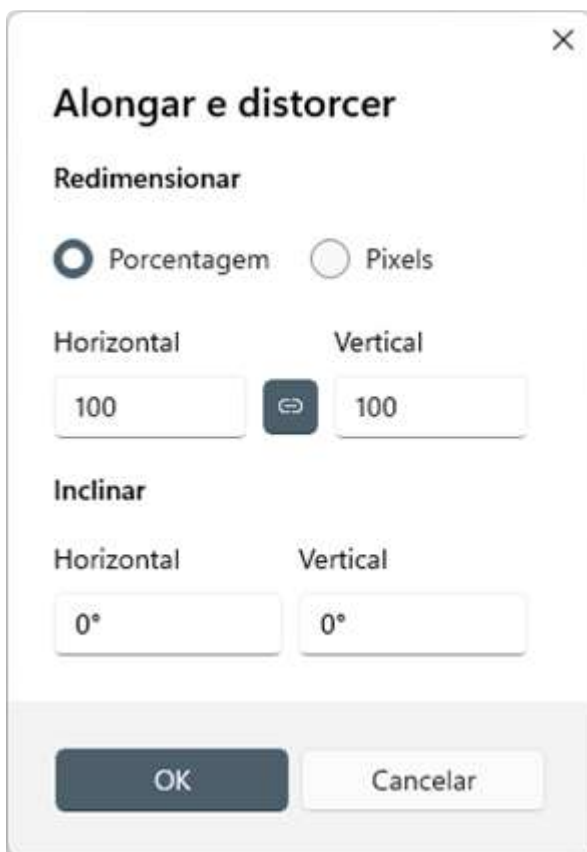 Alongar e distorcer
Redimensionar
Porcentagem Pixels
Horizontal Vertical
100 100
Inclinar
Horizontal Vertical
0° 0°
OK Cancelar